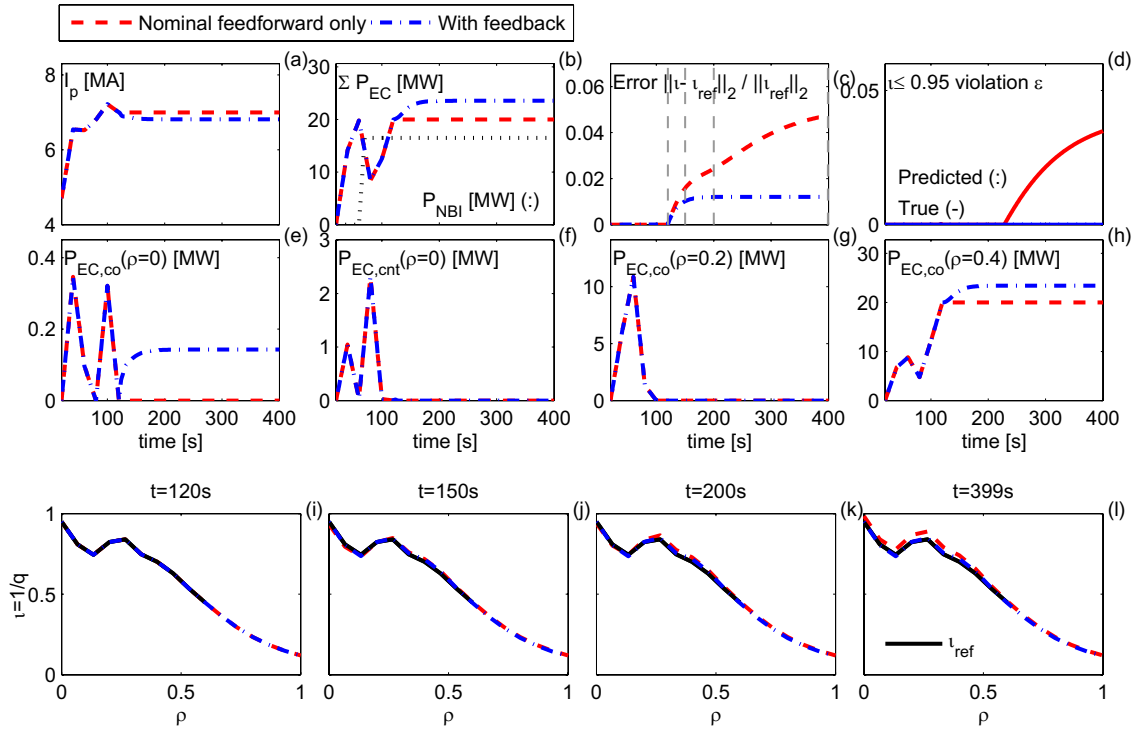 Nominal feedforward only With feedback
(a) (b) (c) (d)
I_p [MA]
Σ P_EC [MW]
Error ||ι- ι_ref||_2 / ||ι_ref||_2
ι≤ 0.95 violation ε
8
6
4
30
20
10
0
P_NBI [MW] (:)
0.06
0.04
0.02
0.00
0.05
0
Predicted (:)
True (-)
(e) (f) (g) (h)
P_EC,co(ρ=0) [MW]
P_EC,cnt(ρ=0) [MW]
P_EC,co(ρ=0.2) [MW]
P_EC,co(ρ=0.4) [MW]
0.4
0.2
0
3
2
1
0
10
5
0
30
20
10
0
100 200 300 400
100 200 300 400
100 200 300 400
100 200 300 400
time [s] time [s] time [s] time [s]
t=120s t=150s t=200s t=399s
(i) (j) (k) (l)
1
0.5
0
ι=1/q
ι_ref
0 0.5 1
0 0.5 1
0 0.5 1
0 0.5 1
ρ ρ ρ ρ